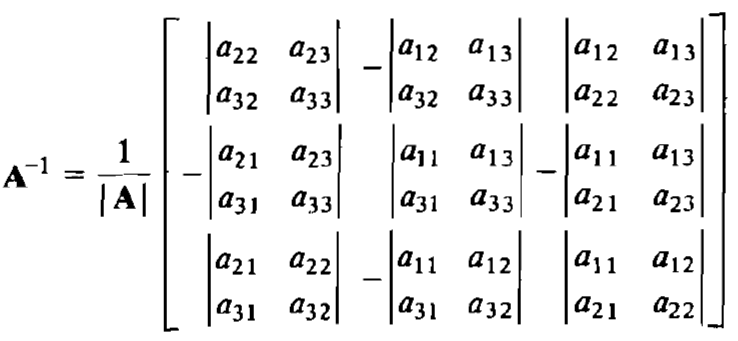 a22 a23 | − | a12 a13 | | a12 a13
a32 a33 | | a32 a33 | | a22 a23
A⁻¹ = 1/|A| [ − | a21 a23 | | a11 a13 | − | a11 a13
a31 a33 | | a31 a33 | | a21 a23
a21 a22 | − | a11 a12 | | a11 a12
a31 a32 | | a31 a32 | | a21 a22 ]